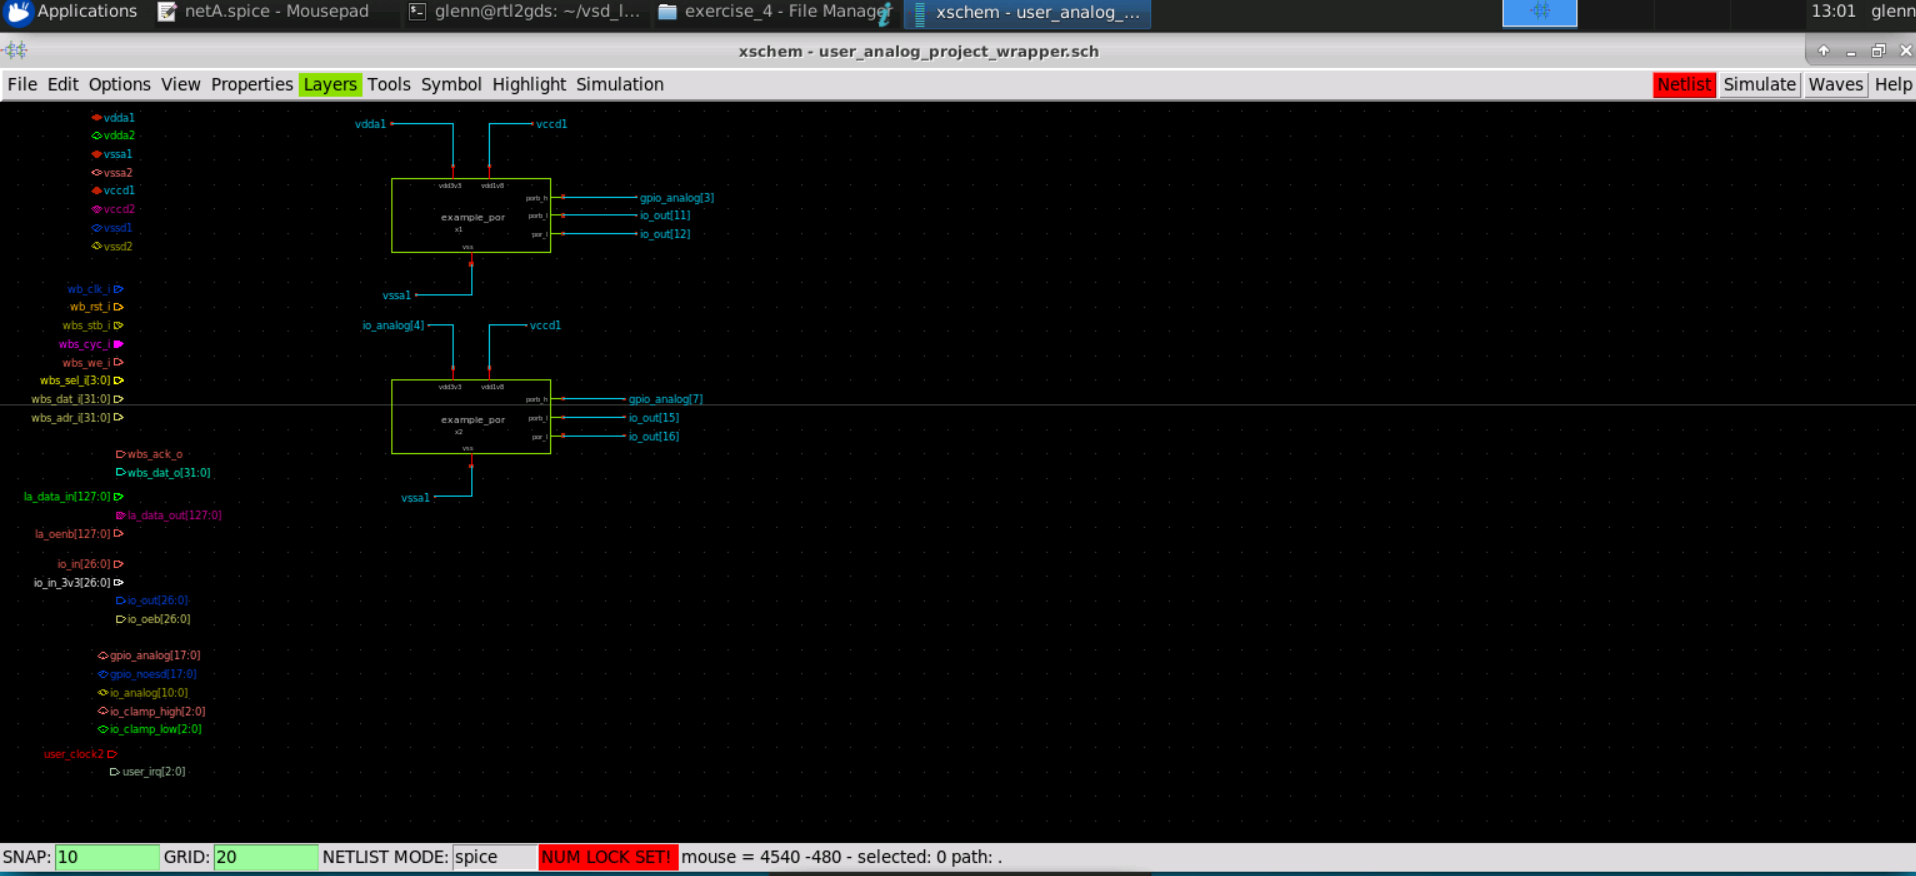 Applications netA.spice - Mousepad glenn@rtl2gds: ~/vsd_l... exercise_4 - File Manager xschem - user_analog_... 13:01 glenn
xschem - user_analog_project_wrapper.sch
File Edit Options View Properties Layers Tools Symbol Highlight Simulation Netlist Simulate Waves Help
vdda1
vdda2
vssa1
vssa2
vccd1
vccd2
vssd1
vssd2
wb_clk_i
wb_rst_i
wbs_stb_i
wbs_cyc_i
wbs_we_i
wbs_sel_i[3:0]
wbs_dat_i[31:0]
wbs_adr_i[31:0]
wbs_ack_o
wbs_dat_o[31:0]
la_data_in[127:0]
la_data_out[127:0]
la_oenb[127:0]
io_in[26:0]
io_in_3v3[26:0]
io_out[26:0]
io_oeb[26:0]
gpio_analog[17:0]
gpio_noesd[17:0]
io_analog[10:0]
io_clamp_high[2:0]
io_clamp_low[2:0]
user_clock2
user_irq[2:0]
vdda1 vccd1
vdd3v3 vdd1v8
porb_h gpio_analog[3]
example_por porb_l io_out[11]
x1
por_l io_out[12]
vss
vssa1
io_analog[4] vccd1
vdd3v3 vdd1v8
porb_h gpio_analog[7]
example_por porb_l io_out[15]
x2
por_l io_out[16]
vss
vssa1
SNAP: 10 GRID: 20 NETLIST MODE: spice NUM LOCK SET! mouse = 4540 -480 - selected: 0 path: .